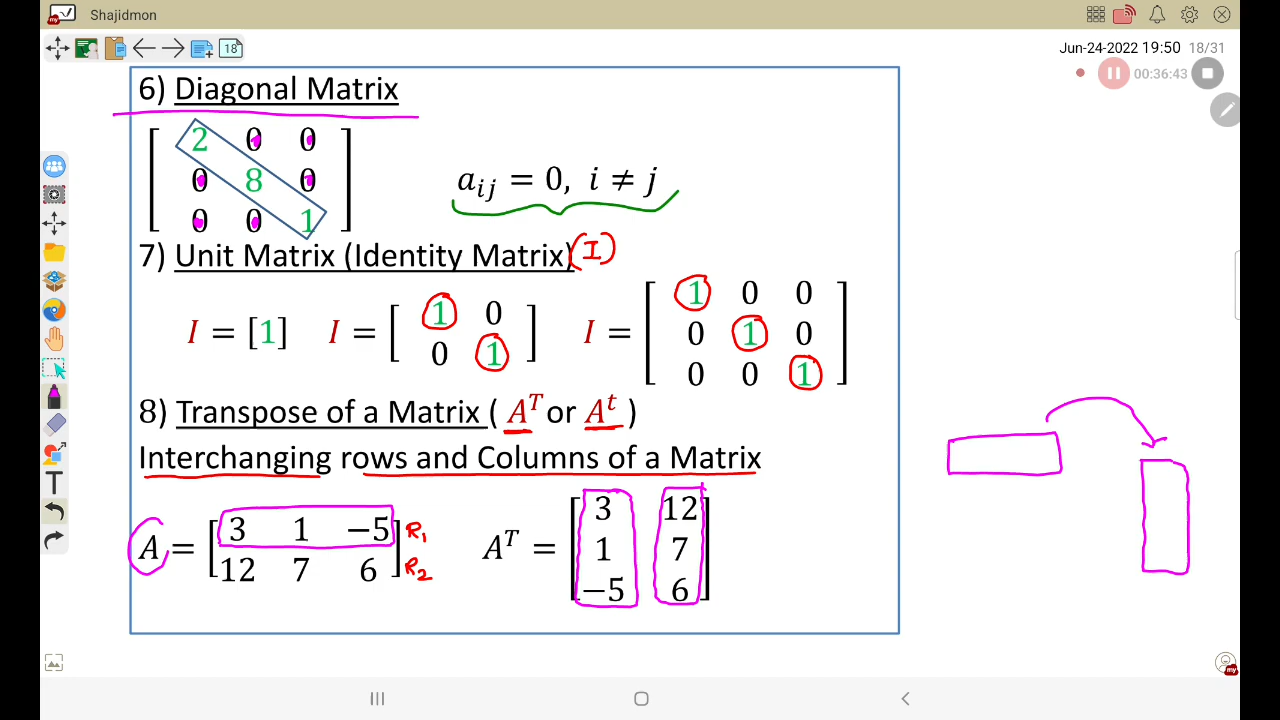 Shajidmon
18
Jun-24-2022 19:50 18/31
00:36:43
6) Diagonal Matrix
2 0 0
0 8 0
0 0 1
aij = 0, i ≠ j
7) Unit Matrix (Identity Matrix) (I)
I = [1] I = [1 0 0 1] I = [1 0 0 0 1 0 0 0 1]
8) Transpose of a Matrix ( A^T or A^t )
Interchanging rows and Columns of a Matrix
A = [3 1 −5 R1
12 7 6] R2
A^T = [3 12
1 7
−5 6]
T